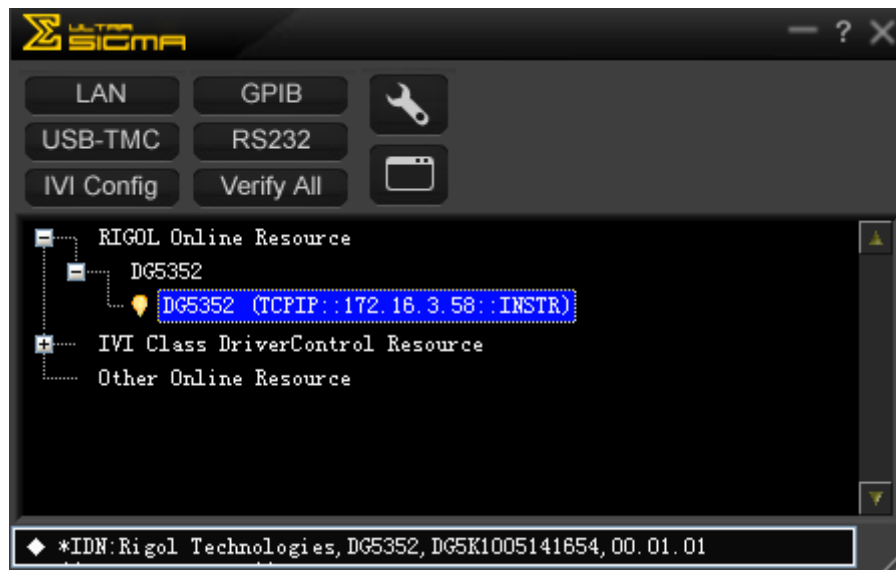 ULTRA
SIGMA
?
LAN GPIB
USB-TMC RS232
IVI Config Verify All
RIGOL Online Resource
DG5352
DG5352 (TCPIP::172.16.3.58::INSTR)
IVI Class DriverControl Resource
Other Online Resource
*IDN:Rigol Technologies,DG5352,DG5K1005141654,00.01.01